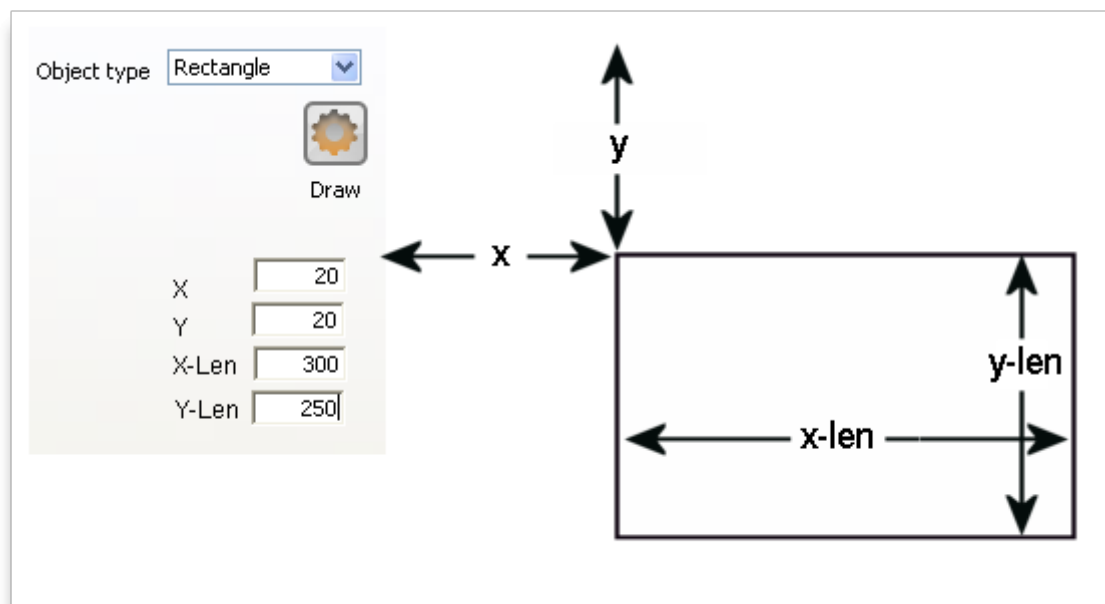 Object type Rectangle
Draw
X 20
Y 20
X-Len 300
Y-Len 250
y
x
y-len
x-len